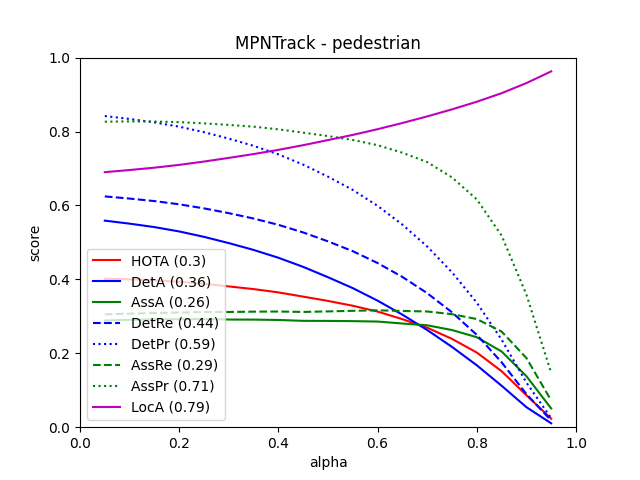 MPNTrack - pedestrian
1.0
0.8
0.6
0.4
0.2
0.0
score
HOTA (0.3)
DetA (0.36)
AssA (0.26)
DetRe (0.44)
DetPr (0.59)
AssRe (0.29)
AssPr (0.71)
LocA (0.79)
0.0 0.2 0.4 0.6 0.8 1.0
alpha